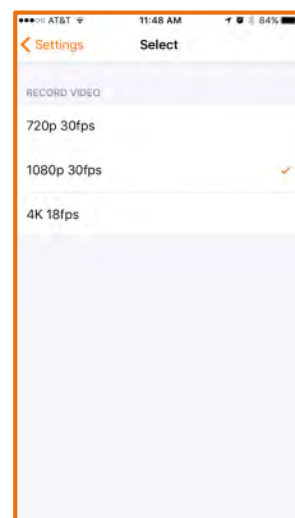 AT&T 11:48 AM 84%
Settings Select
RECORD VIDEO
720p 30fps
1080p 30fps
4K 18fps